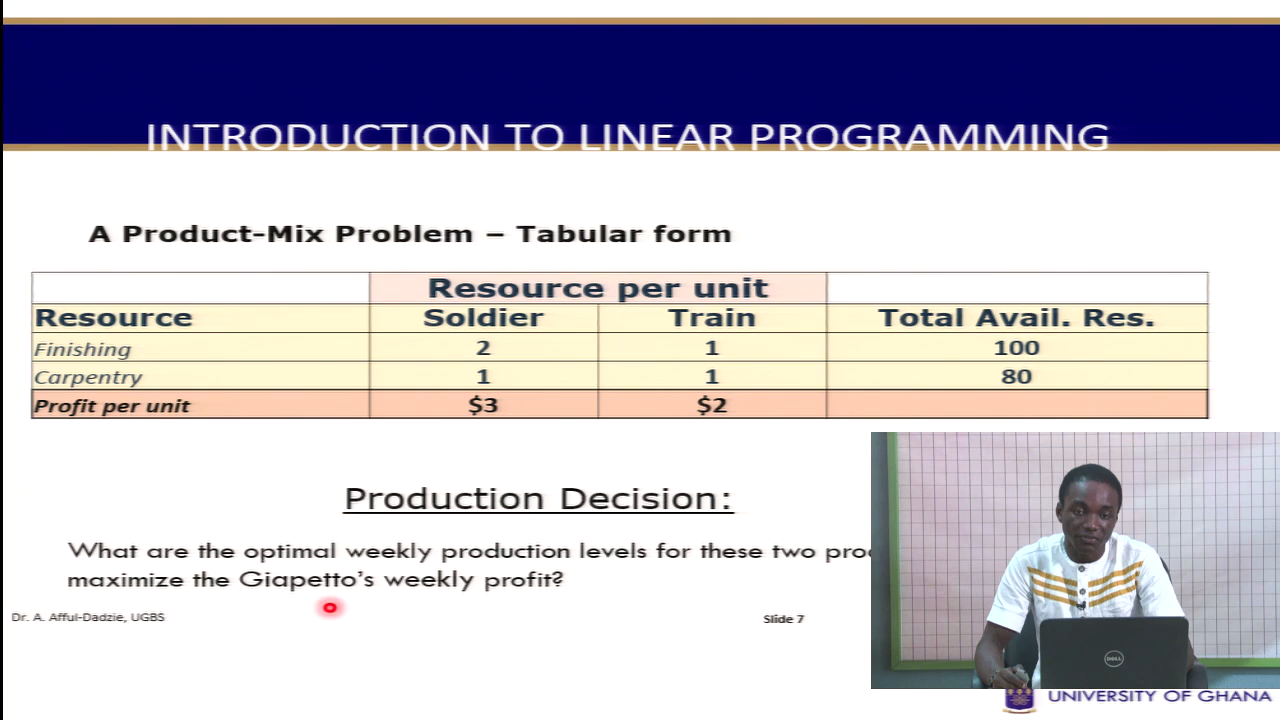 INTRODUCTION TO LINEAR PROGRAMMING
A Product-Mix Problem – Tabular form
Resource per unit
Resource Soldier Train Total Avail. Res.
Finishing 2 1 100
Carpentry 1 1 80
Profit per unit $3 $2
Production Decision:
What are the optimal weekly production levels for these two
maximize the Giapetto's weekly profit?
Dr. A. Afful-Dadzie, UGBS
Slide 7
DELL
UNIVERSITY OF GHANA